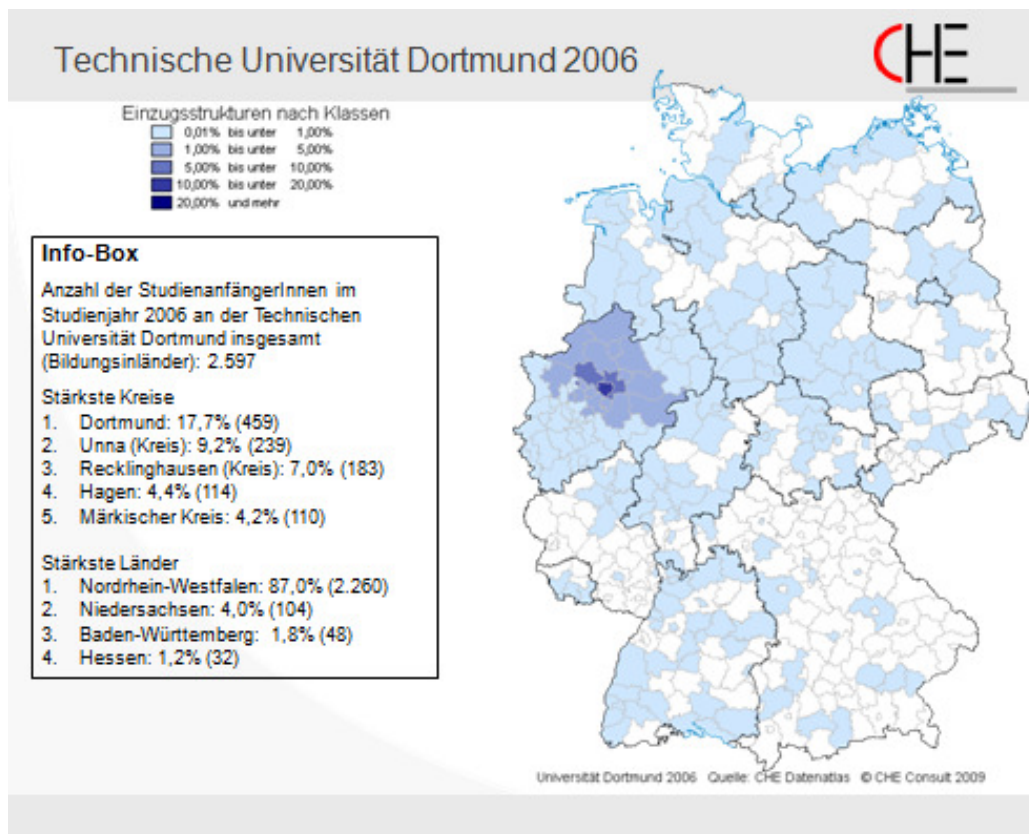 Technische Universität Dortmund 2006
CHE
Einzugsstrukturen nach Klassen
0,01% bis unter 1,00%
1,00% bis unter 5,00%
5,00% bis unter 10,00%
10,00% bis unter 20,00%
20,00% und mehr
Info-Box
Anzahl der StudienanfängerInnen im
Studienjahr 2006 an der Technischen
Universität Dortmund insgesamt
(Bildungsinländer): 2.597
Stärkste Kreise
1. Dortmund: 17,7% (459)
2. Unna (Kreis): 9,2% (239)
3. Recklinghausen (Kreis): 7,0% (183)
4. Hagen: 4,4% (114)
5. Märkischer Kreis: 4,2% (110)
Stärkste Länder
1. Nordrhein-Westfalen: 87,0% (2.260)
2. Niedersachsen: 4,0% (104)
3. Baden-Württemberg: 1,8% (48)
4. Hessen: 1,2% (32)
Universität Dortmund 2006 Quelle: CHE Datenatlas © CHE Consult 2009